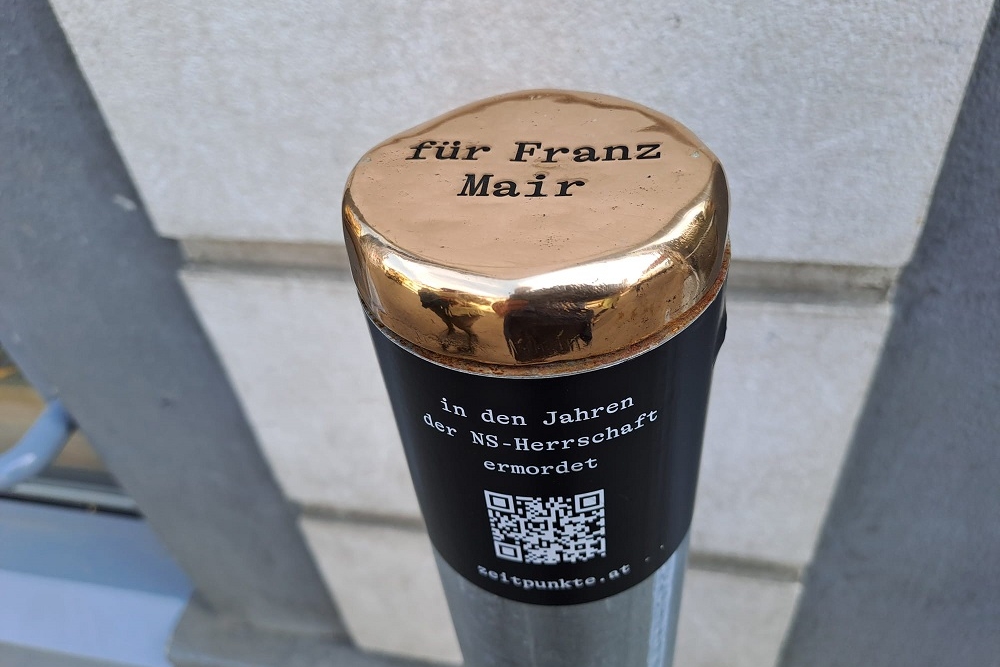 für Franz
Mair
in den Jahren
der NS-Herrschaft
ermordet
zeitpunkte.at